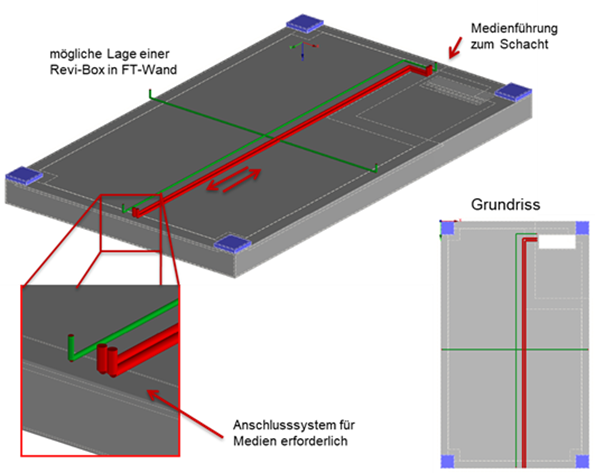 mögliche Lage einer
Revi-Box in FT-Wand
Medienführung
zum Schacht
Grundriss
Anschlusssystem für
Medien erforderlich